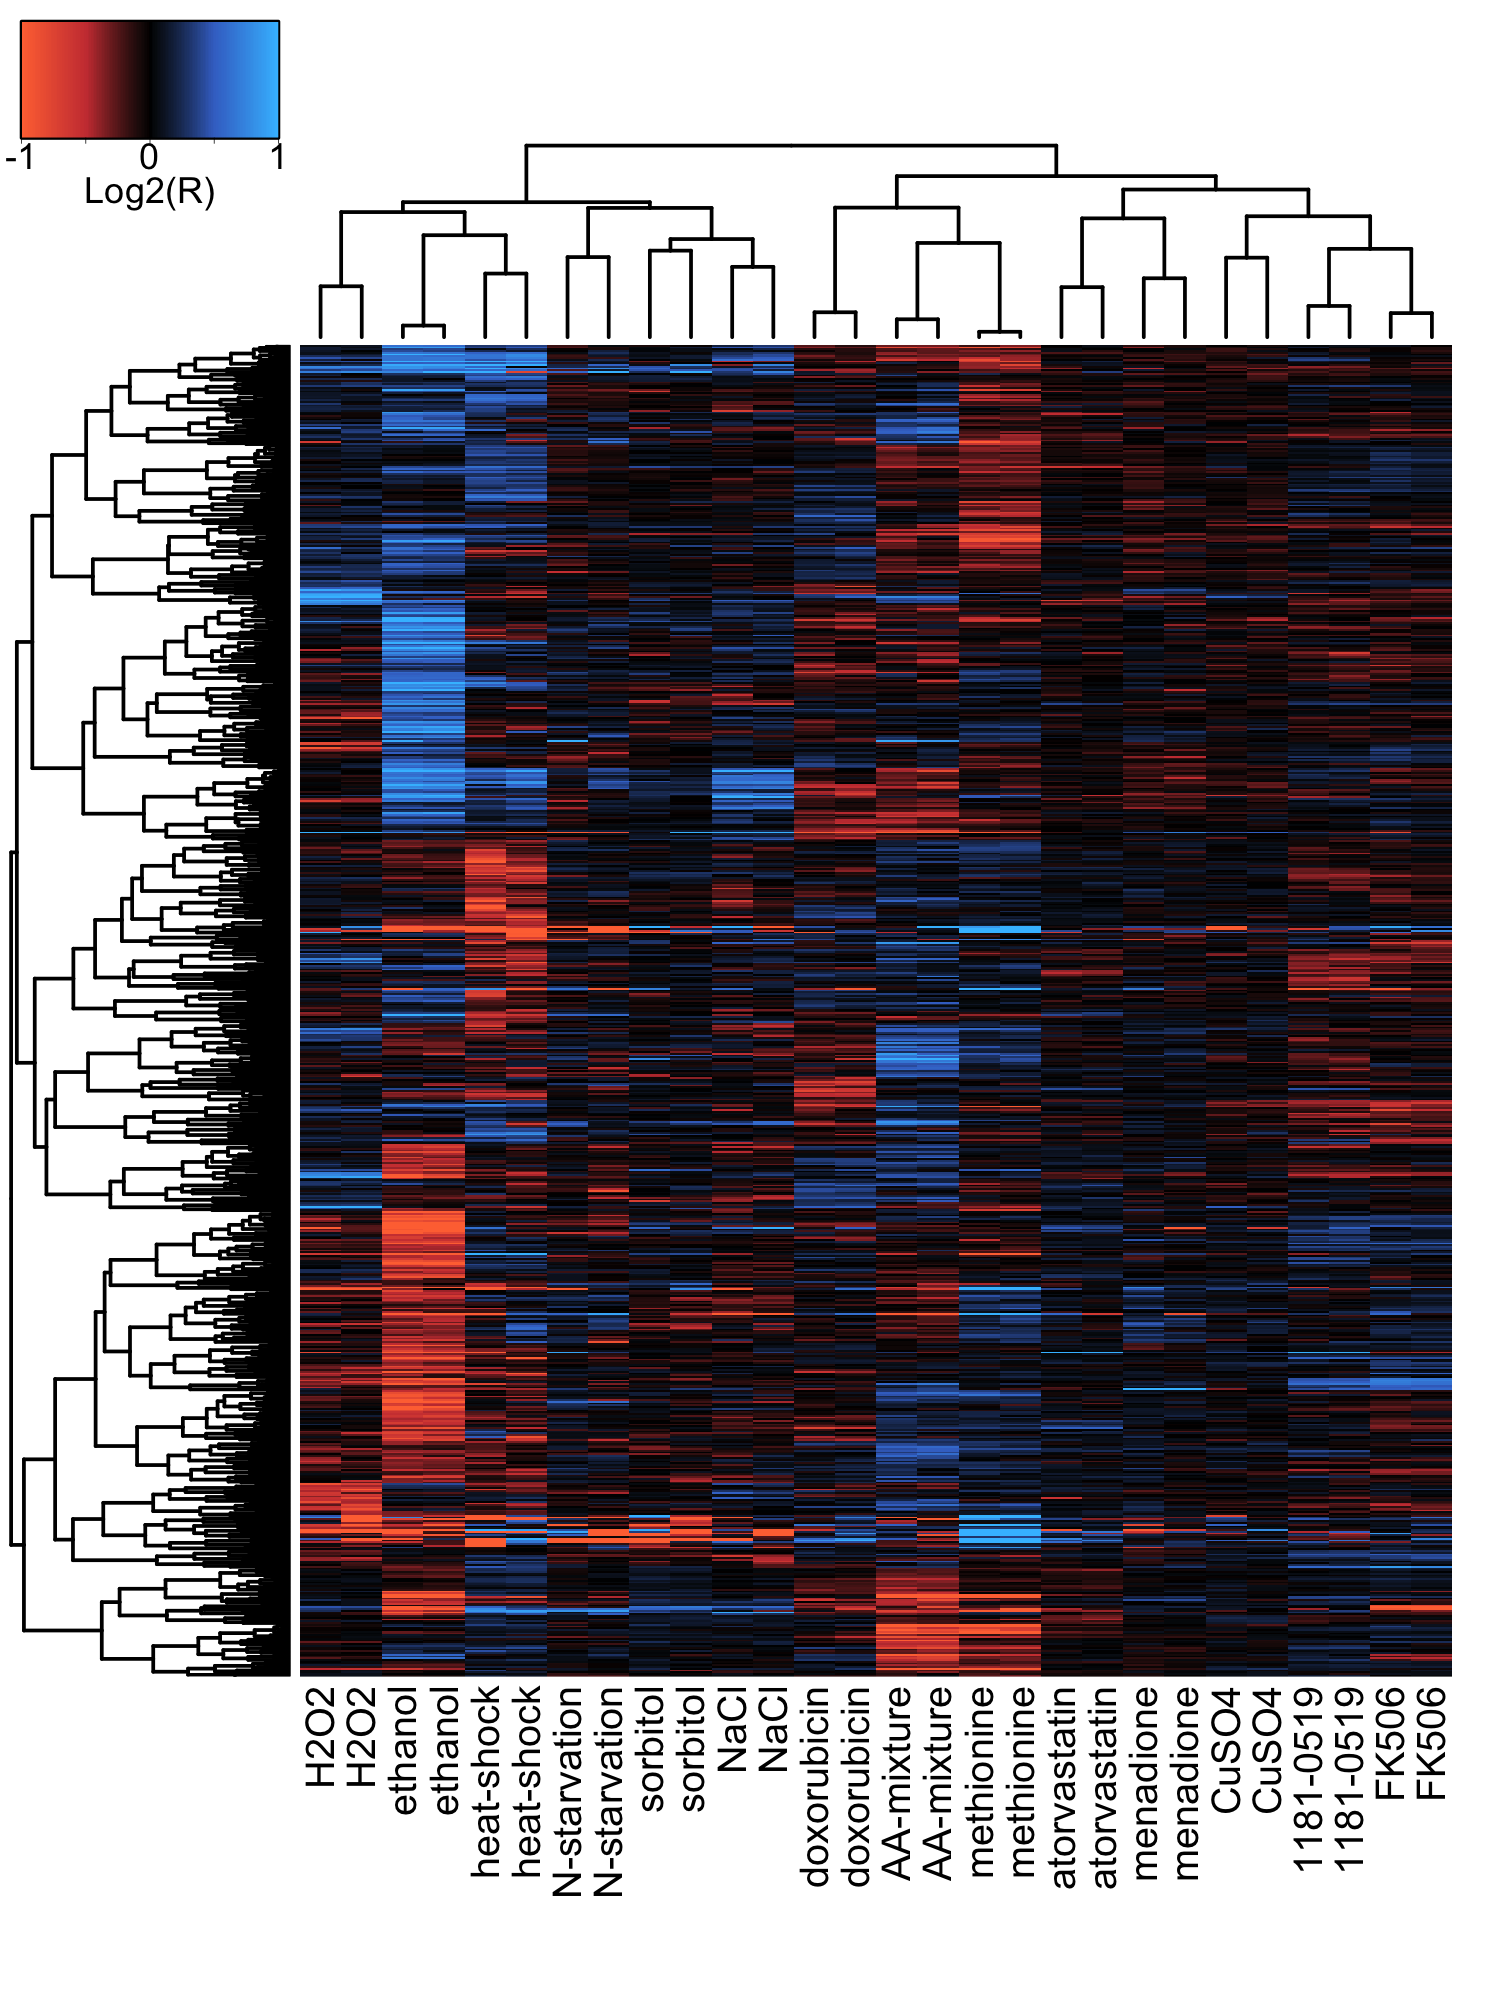 -1 0 1
Log2(R)
H2O2
H2O2
ethanol
ethanol
heat-shock
heat-shock
N-starvation
N-starvation
sorbitol
sorbitol
NaCl
NaCl
doxorubicin
doxorubicin
AA-mixture
AA-mixture
methionine
methionine
atorvastatin
atorvastatin
menadione
menadione
CuSO4
CuSO4
1181-0519
1181-0519
FK506
FK506